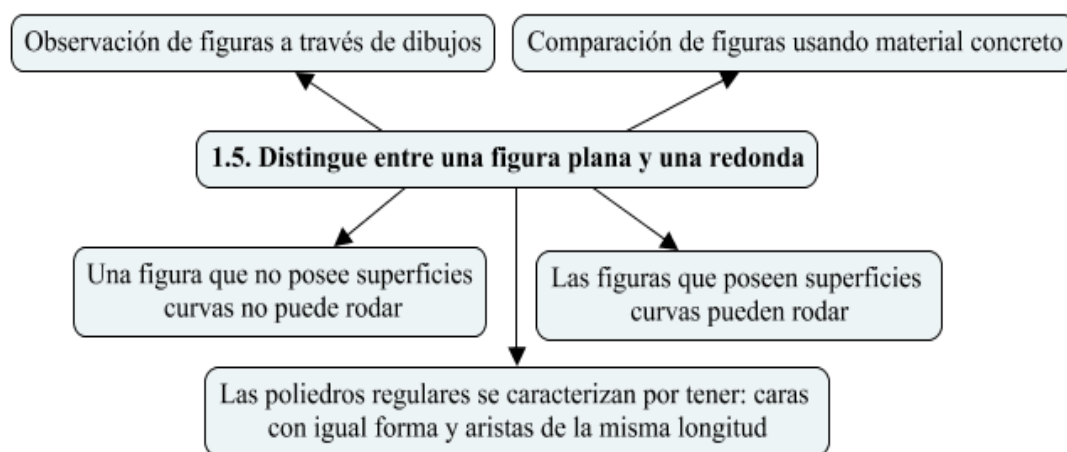 Observación de figuras a través de dibujos
Comparación de figuras usando material concreto
1.5. Distingue entre una figura plana y una redonda
Una figura que no posee superficies
curvas no puede rodar
Las figuras que poseen superficies
curvas pueden rodar
Las poliedros regulares se caracterizan por tener: caras
con igual forma y aristas de la misma longitud